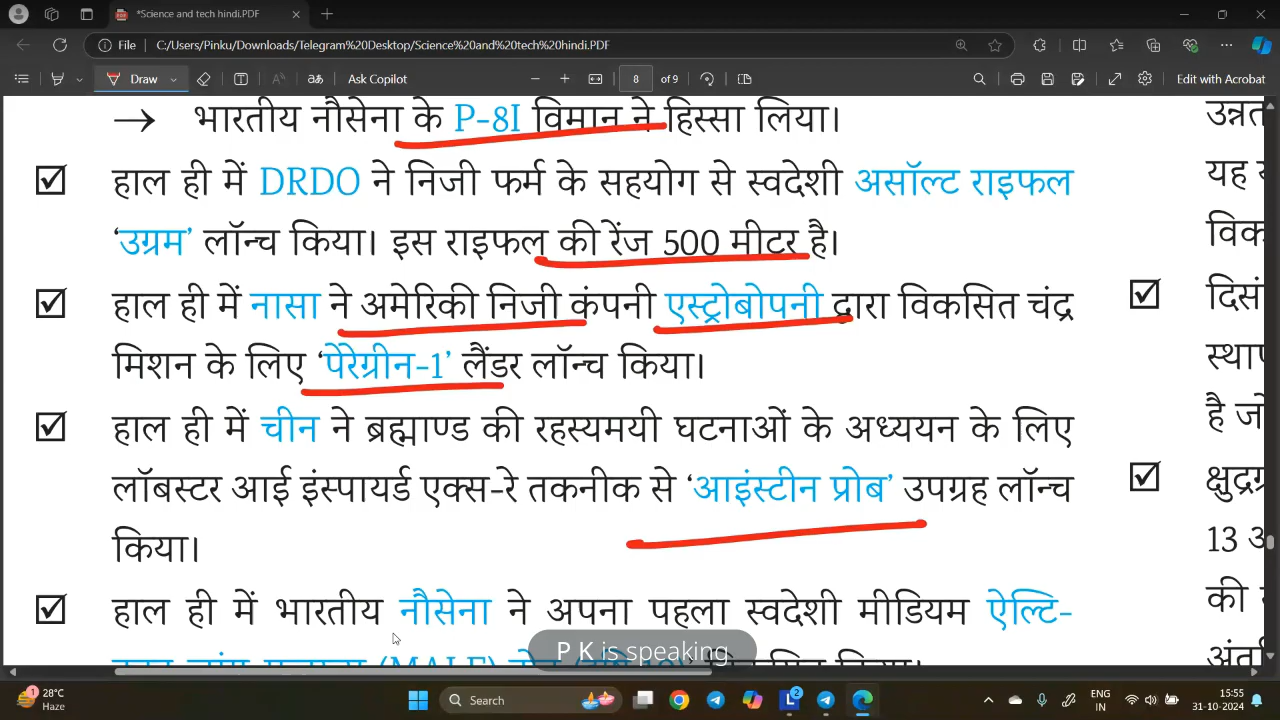 *Science and tech hindi.PDF
File C:/Users/Pinku/Downloads/Telegram%20Desktop/Science%20and%20tech%20hindi.PDF
Draw Ask Copilot 8 of 9 Edit with Acrobat
→ भारतीय नौसेना के P-8I विमान ने हिस्सा लिया।
हाल ही में DRDO ने निजी फर्म के सहयोग से स्वदेशी असॉल्ट राइफल
‘उग्रम’ लॉन्च किया। इस राइफल की रेंज 500 मीटर है।
हाल ही में नासा ने अमेरिकी निजी कंपनी एस्ट्रोबोपनी द्वारा विकसित चंद्र
मिशन के लिए ‘पेरेग्रीन-1’ लैंडर लॉन्च किया।
हाल ही में चीन ने ब्रह्माण्ड की रहस्यमयी घटनाओं के अध्ययन के लिए
लॉबस्टर आई इंस्पायर्ड एक्स-रे तकनीक से ‘आइंस्टीन प्रोब’ उपग्रह लॉन्च
किया।
हाल ही में भारतीय नौसेना ने अपना पहला स्वदेशी मीडियम ऐल्टि-
(MALE)
यह
स्था
है जो
13
की
P K is speaking
28°C
Haze
Search
ENG
IN
15:55
31-10-2024